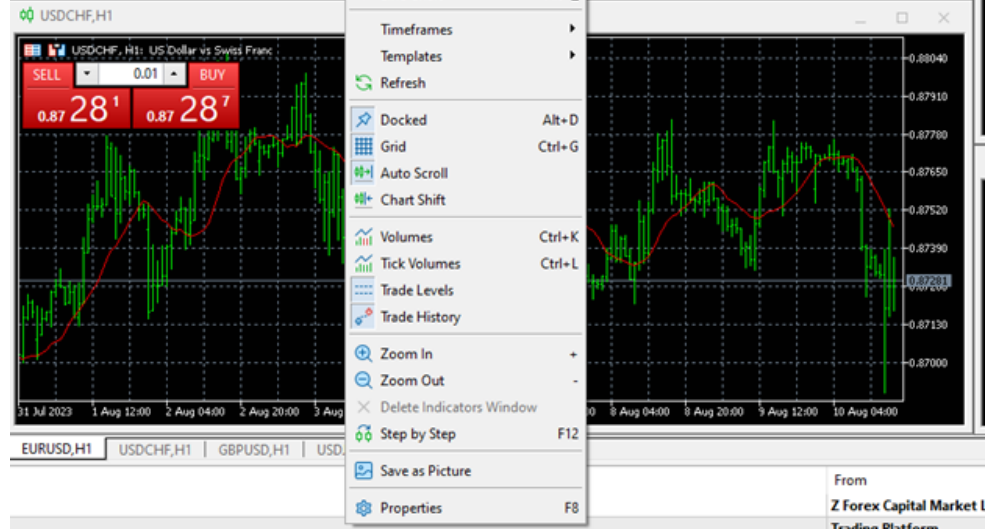 USDCHF,H1
USDCHF, H1: US Dollar vs Swiss Franc
SELL 0.01 BUY
0.87 28 1 0.87 28 7
Timeframes
Templates
Refresh
Docked Alt+D
Grid Ctrl+G
Auto Scroll
Chart Shift
Volumes Ctrl+K
Tick Volumes Ctrl+L
Trade Levels
Trade History
Zoom In +
Zoom Out -
Delete Indicators Window
Step by Step F12
Save as Picture
Properties F8
0.88040
0.87910
0.87780
0.87650
0.87520
0.87390
0.87281
0.87130
0.87000
31 Jul 2023 1 Aug 12:00 2 Aug 04:00 2 Aug 20:00 3 Aug 8 Aug 04:00 8 Aug 20:00 9 Aug 12:00 10 Aug 04:00
EURUSD,H1 USDCHF,H1 GBPUSD,H1 USD
From
Z Forex Capital Market L
Trading Platform